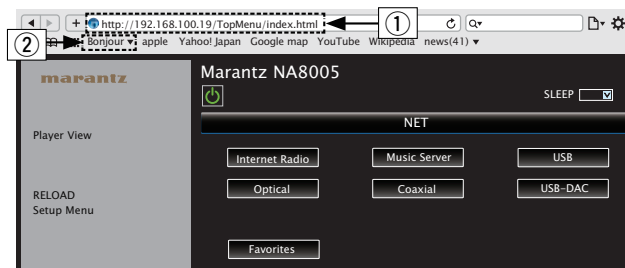 http://192.168.100.19/TopMenu/index.html
1
2
Bonjour ▾ apple Yahoo! Japan Google map YouTube Wikipedia news(41) ▾
marantz
Player View
RELOAD
Setup Menu
Marantz NA8005
SLEEP
NET
Internet Radio Music Server USB
Optical Coaxial USB-DAC
Favorites